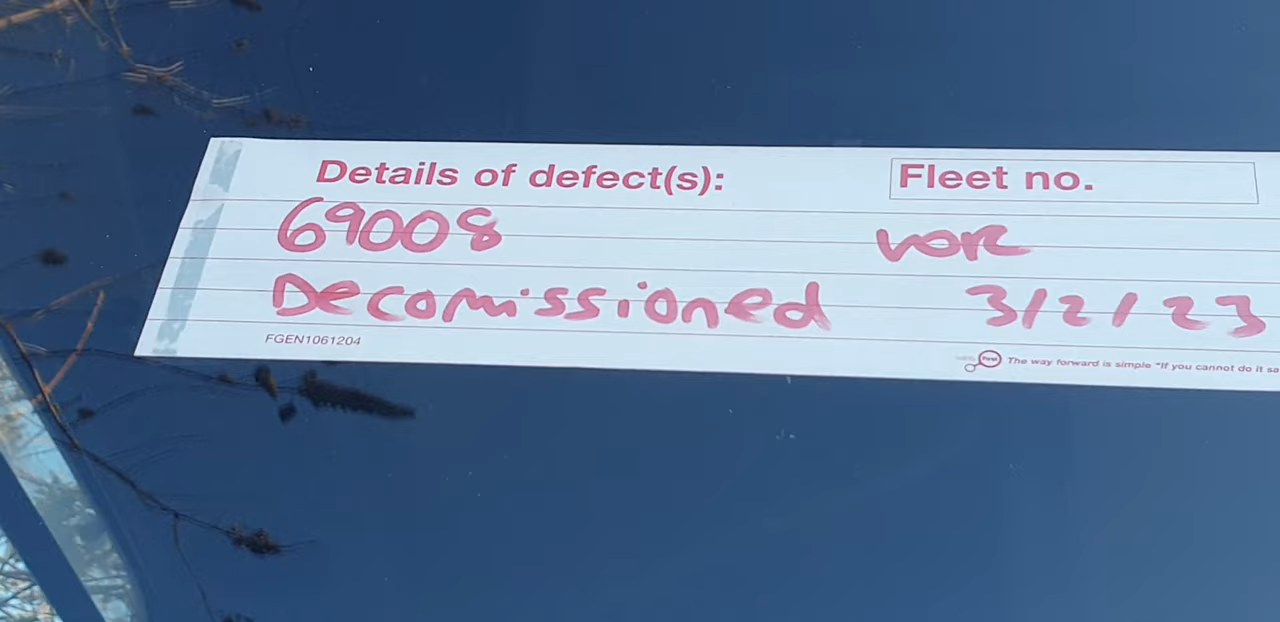 Details of defect(s): Fleet no.
69008 VOR
Decomissioned 3/2/23
FGEN1061204
First The way forward is simple "If you cannot do it sa